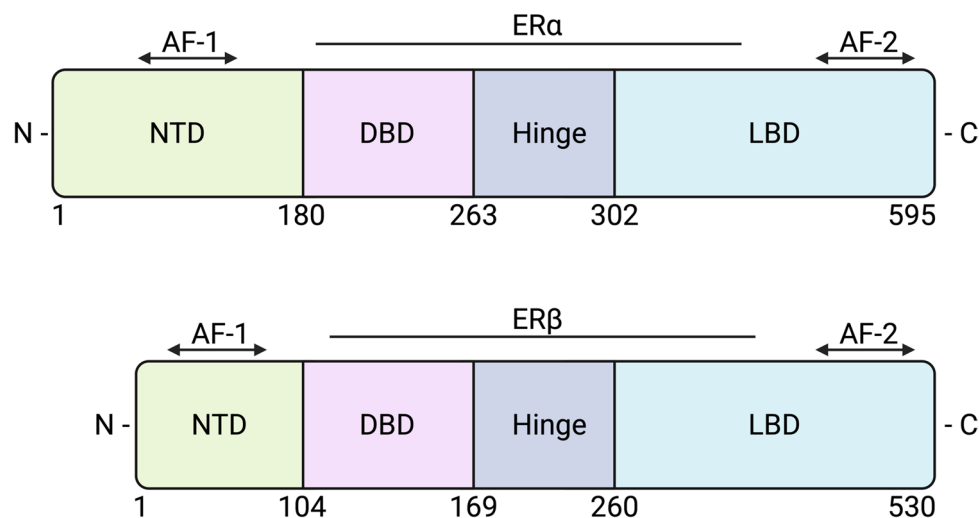 ERα
AF-1 AF-2
N - NTD DBD Hinge LBD - C
1 180 263 302 595
ERβ
AF-1 AF-2
N - NTD DBD Hinge LBD - C
1 104 169 260 530